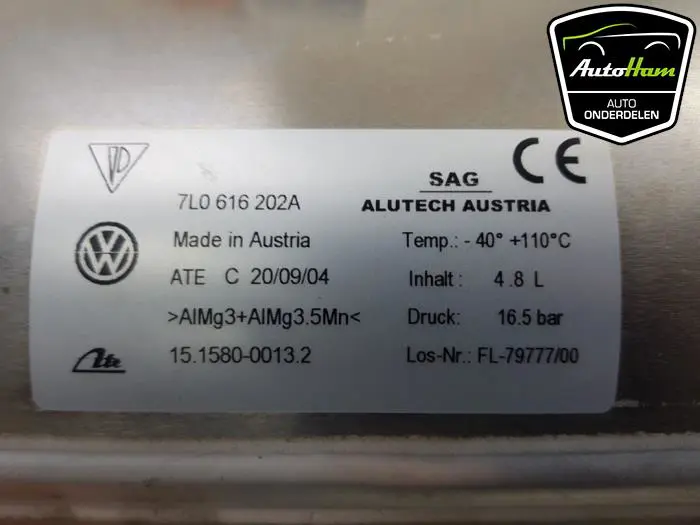 AutoHam
AUTO
ONDERDELEN
SAG
CE
7L0 616 202A
ALUTECH AUSTRIA
Made in Austria
Temp.: - 40° +110°C
ATE C 20/09/04
Inhalt: 4.8 L
>AlMg3+AlMg3.5Mn<
Druck: 16.5 bar
Ate
15.1580-0013.2
Los-Nr.: FL-79777/00